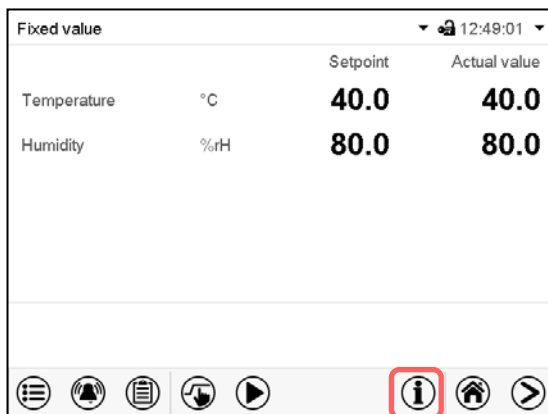 Fixed value 12:49:01
Setpoint Actual value
Temperature °C 40.0 40.0
Humidity %rH 80.0 80.0